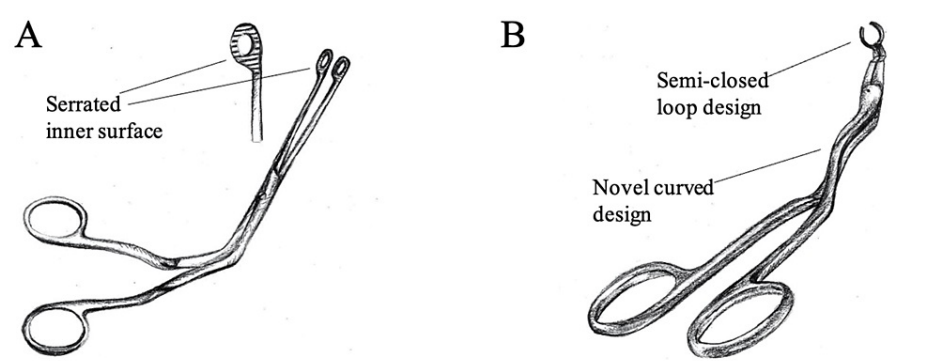 A
Serrated
inner surface
B
Semi-closed
loop design
Novel curved
design